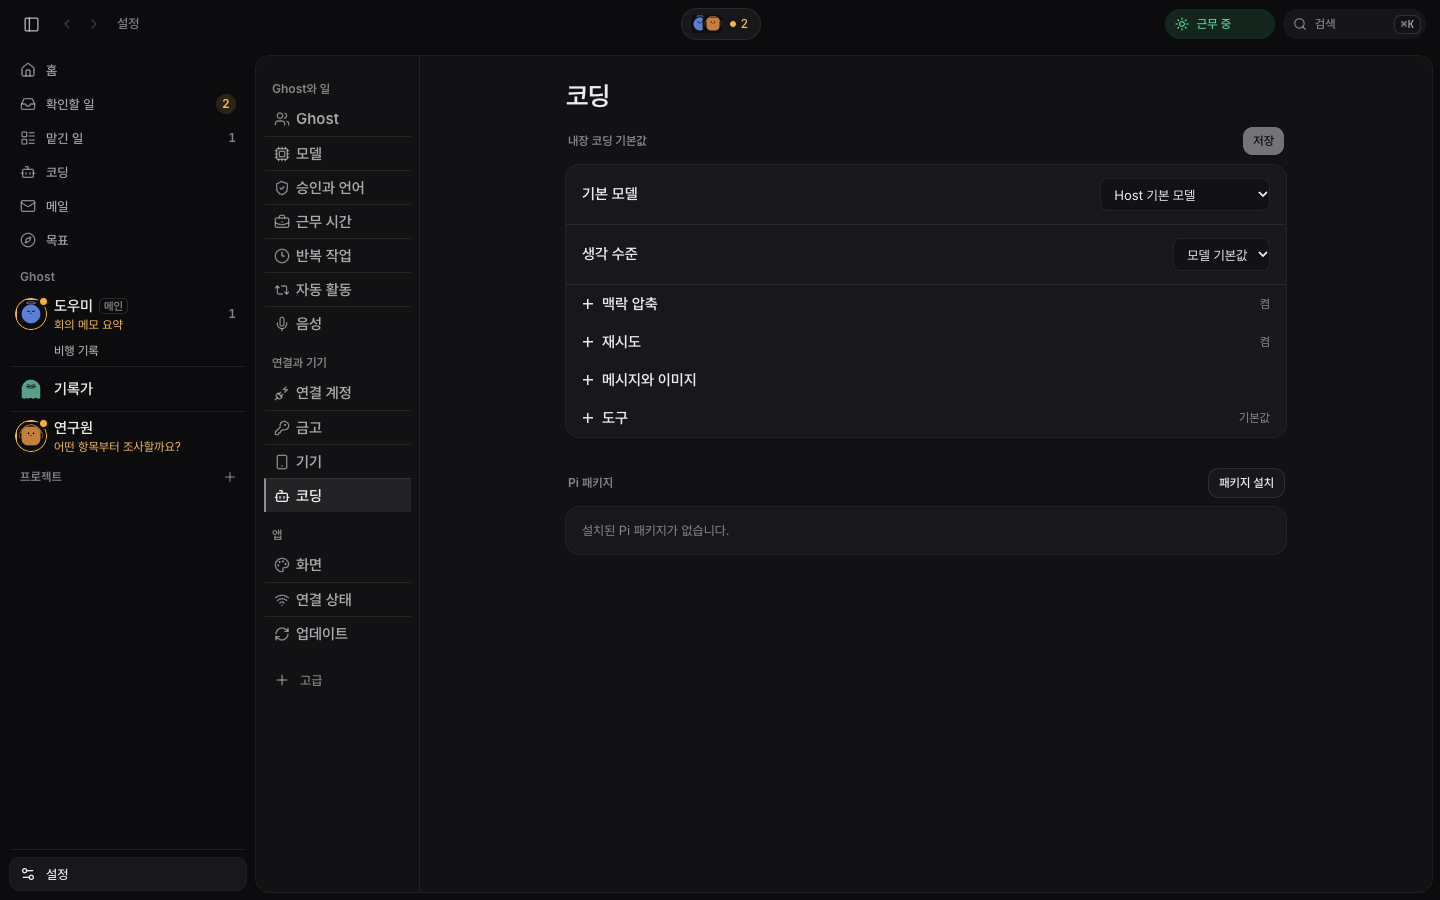 설정
2
근무 중
검색
⌘K
홈
확인할 일
2
맡긴 일
1
코딩
메일
목표
Ghost
도우미
메인
회의 메모 요약
1
비행 기록
기록가
연구원
어떤 항목부터 조사할까요?
프로젝트
설정
Ghost와 일
Ghost
모델
승인과 언어
근무 시간
반복 작업
자동 활동
음성
연결과 기기
연결 계정
금고
기기
코딩
앱
화면
연결 상태
업데이트
고급
코딩
내장 코딩 기본값
저장
기본 모델
Host 기본 모델
생각 수준
모델 기본값
맥락 압축
켬
재시도
켬
메시지와 이미지
도구
기본값
Pi 패키지
패키지 설치
설치된 Pi 패키지가 없습니다.